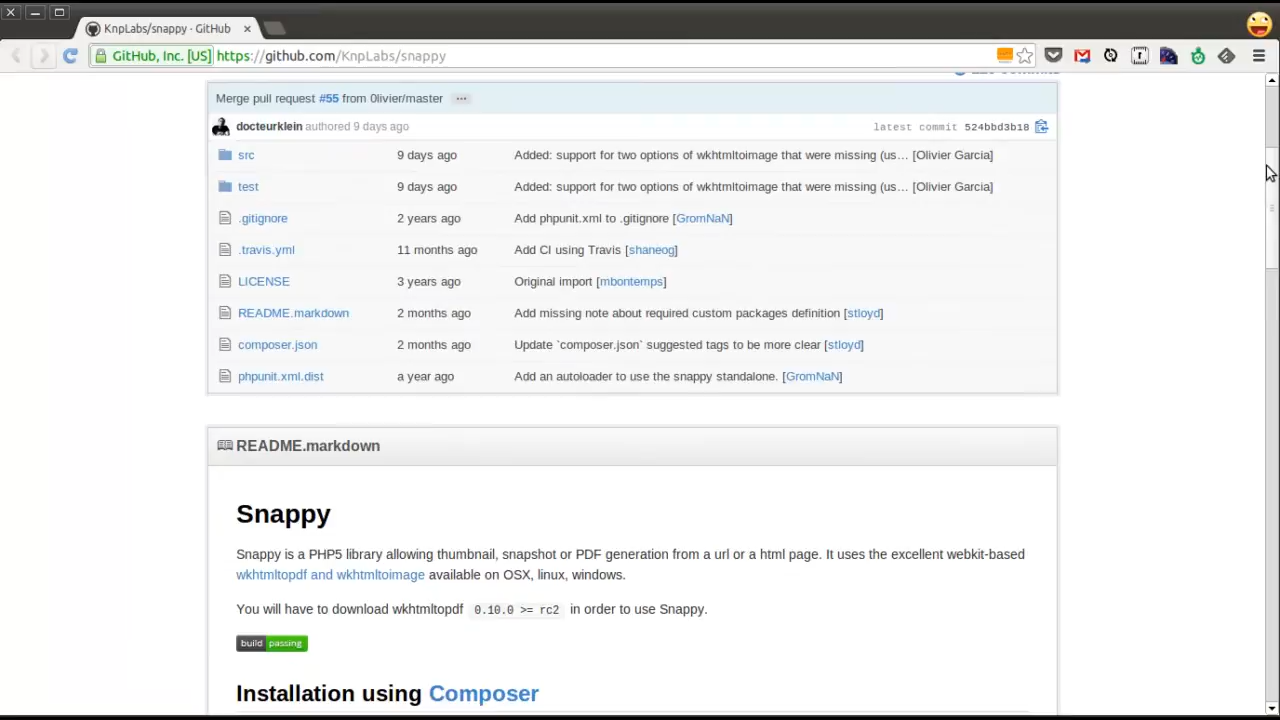 KnpLabs/snappy · GitHub
GitHub, Inc. [US] https://github.com/KnpLabs/snappy
Merge pull request #55 from 0livier/master ...
docteurklein authored 9 days ago latest commit 524bbd3b18
src 9 days ago Added: support for two options of wkhtmltoimage that were missing (us... [Olivier Garcia]
test 9 days ago Added: support for two options of wkhtmltoimage that were missing (us... [Olivier Garcia]
.gitignore 2 years ago Add phpunit.xml to .gitignore [GromNaN]
.travis.yml 11 months ago Add CI using Travis [shaneog]
LICENSE 3 years ago Original import [mbontemps]
README.markdown 2 months ago Add missing note about required custom packages definition [stloyd]
composer.json 2 months ago Update `composer.json` suggested tags to be more clear [stloyd]
phpunit.xml.dist a year ago Add an autoloader to use the snappy standalone. [GromNaN]
README.markdown
Snappy
Snappy is a PHP5 library allowing thumbnail, snapshot or PDF generation from a url or a html page. It uses the excellent webkit-based
wkhtmltopdf and wkhtmltoimage available on OSX, linux, windows.
You will have to download wkhtmltopdf 0.10.0 >= rc2 in order to use Snappy.
build passing
Installation using Composer